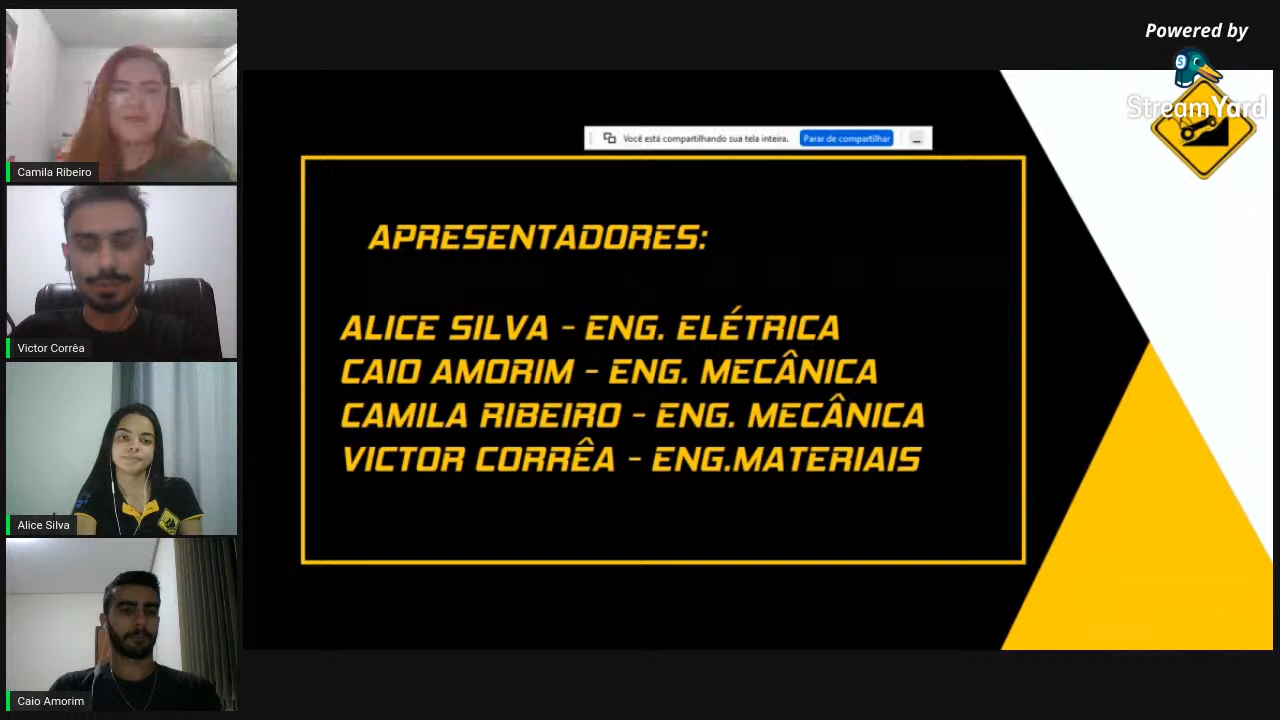 Powered by
StreamYard
Você está compartilhando sua tela inteira. Parar de compartilhar
APRESENTADORES:
ALICE SILVA - ENG. ELÉTRICA
CAIO AMORIM - ENG. MECÂNICA
CAMILA RIBEIRO - ENG. MECÂNICA
VICTOR CORRÊA - ENG.MATERIAIS
Camila Ribeiro
Victor Corrêa
Alice Silva
Caio Amorim